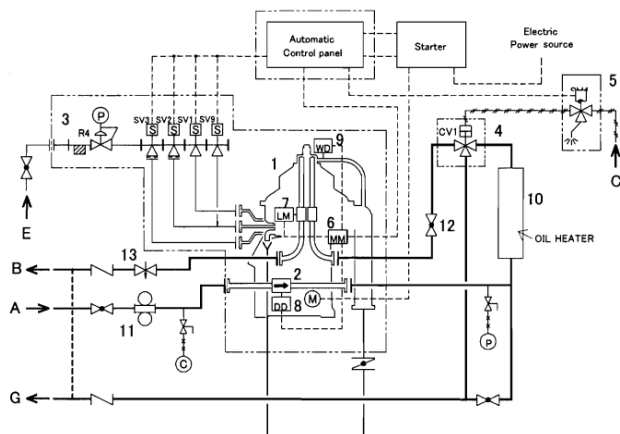 Electric
Power source
Automatic
Control panel
Starter
5
P
3
R4
SV3
SV2
SV1
SV9
S
S
S
S
9
WD
CV1
4
1
C
7
LM
6
MM
10
12
OIL HEATER
E
B
13
2
A
M
11
DD
8
C
P
G